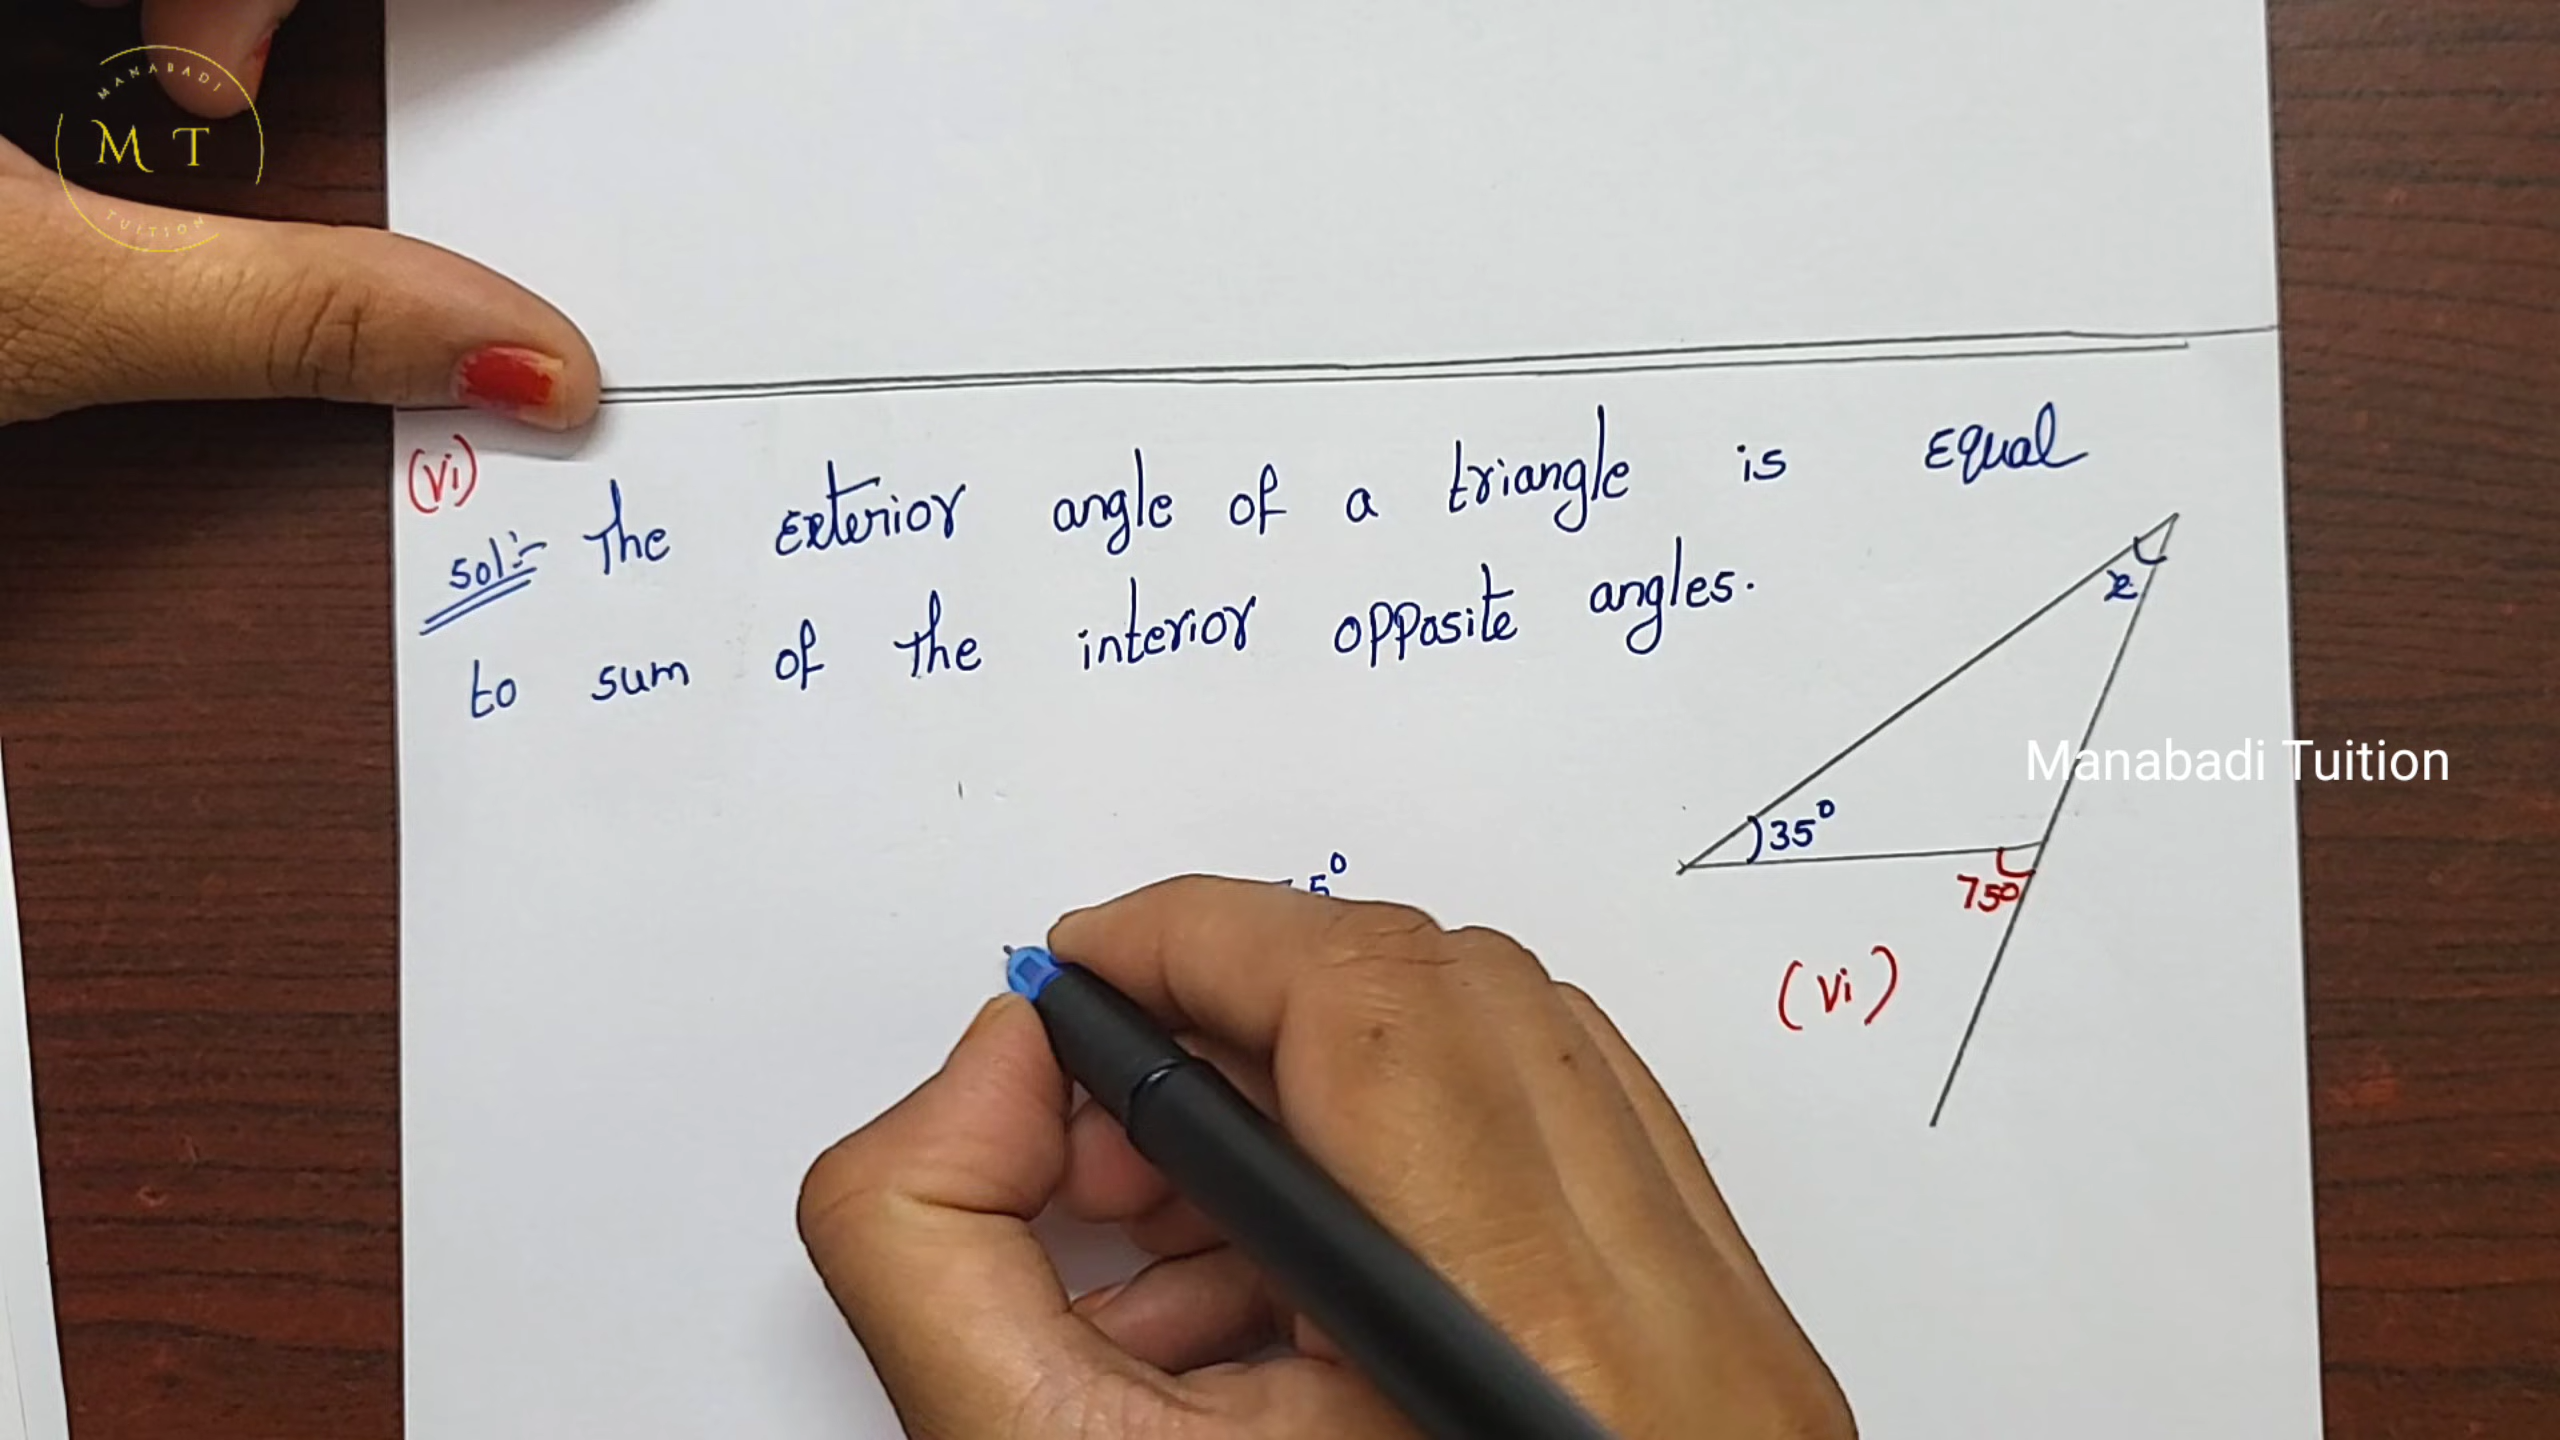 MANABADI
M T
TUITION
(vi)
Sol:- The Exterior angle of a triangle is Equal
to sum of the interior opposite angles.
x
Manabadi Tuition
35°
75°
5°
(vi)